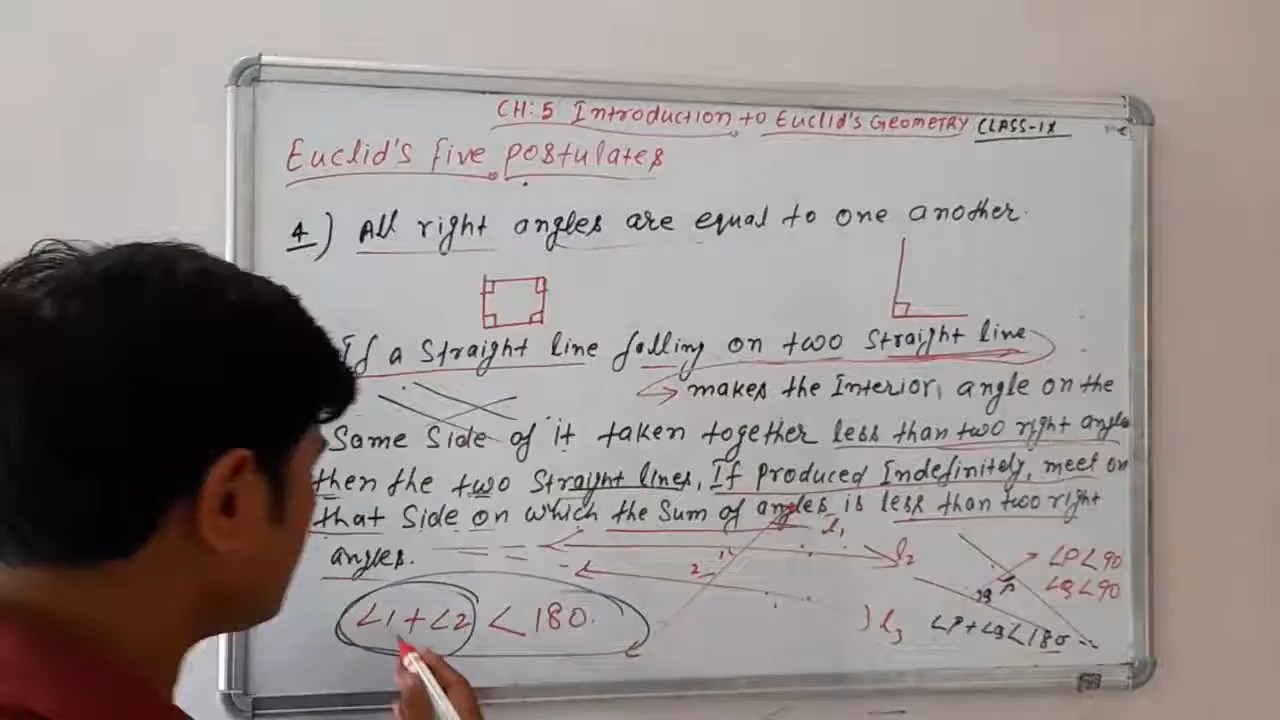 CH: 5 Introduction to Euclid's Geometry CLASS-IX
Euclid's five postulates
4) All right angles are equal to one another.
If a straight line falling on two straight line
makes the Interior, angle on the
Same Side of it taken together less than two right angle
then the two Straight lines, If produced Indefinitely, meet on
that Side on which the Sum of angles is less than two right
angles.
l1
1
l2
2
∠1+∠2 < 180.
l3
∠P<90
∠Q<90
∠P+∠Q<180